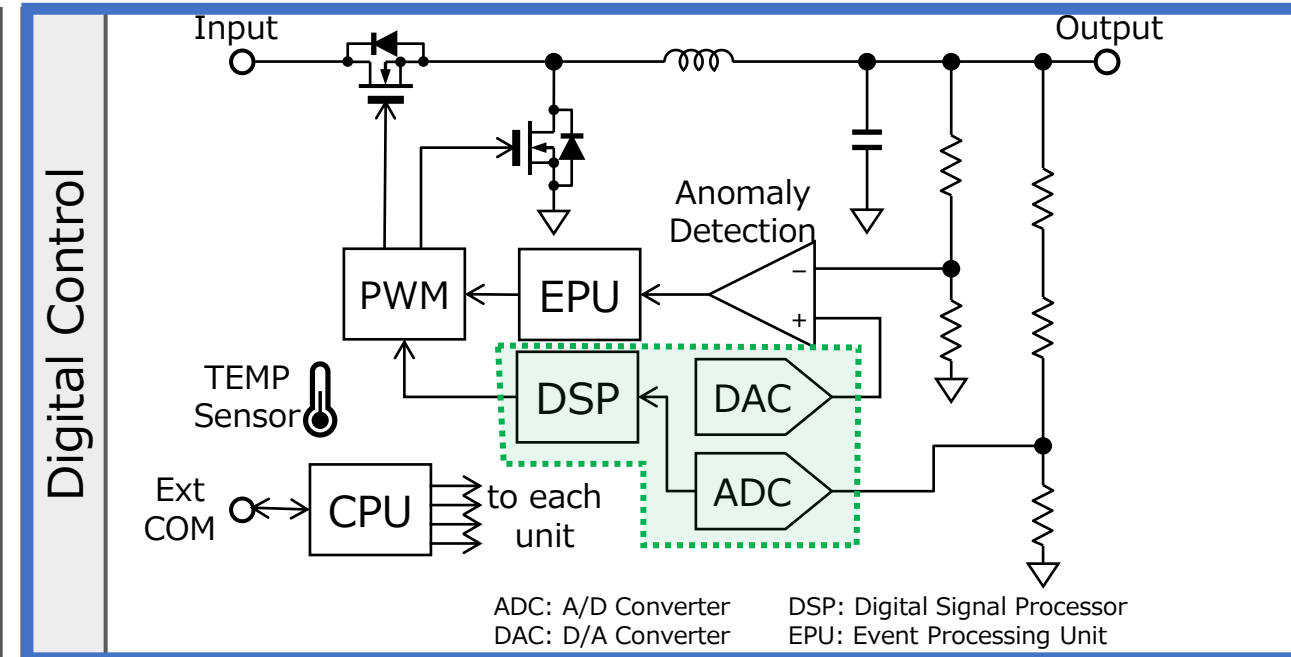 Digital Control
Input
Output
Anomaly
Detection
−
+
PWM
EPU
DSP
DAC
ADC
TEMP
Sensor
Ext
COM
CPU
to each
unit
ADC: A/D Converter
DSP: Digital Signal Processor
DAC: D/A Converter
EPU: Event Processing Unit